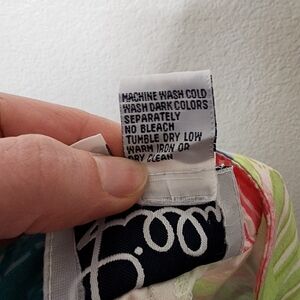 MACHINE WASH COLD
WASH DARK COLORS
SEPARATELY
NO BLEACH
TUMBLE DRY LOW
WARM IRON OR
DRY CLEAN